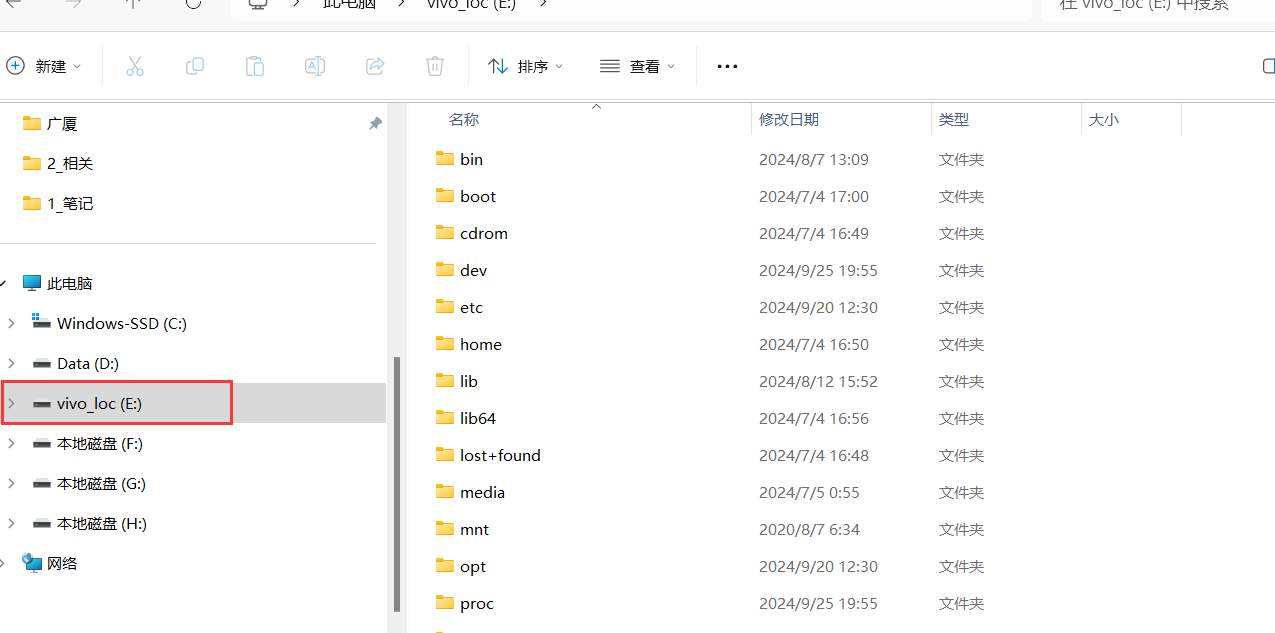 此电脑 vivo_loc (E:) 在 vivo_loc (E:) 中搜索
新建 排序 查看
广厦
2_相关
1_笔记
此电脑
Windows-SSD (C:)
Data (D:)
vivo_loc (E:)
本地磁盘 (F:)
本地磁盘 (G:)
本地磁盘 (H:)
网络
名称 修改日期 类型 大小
bin 2024/8/7 13:09 文件夹
boot 2024/7/4 17:00 文件夹
cdrom 2024/7/4 16:49 文件夹
dev 2024/9/25 19:55 文件夹
etc 2024/9/20 12:30 文件夹
home 2024/7/4 16:50 文件夹
lib 2024/8/12 15:52 文件夹
lib64 2024/7/4 16:56 文件夹
lost+found 2024/7/4 16:48 文件夹
media 2024/7/5 0:55 文件夹
mnt 2020/8/7 6:34 文件夹
opt 2024/9/20 12:30 文件夹
proc 2024/9/25 19:55 文件夹